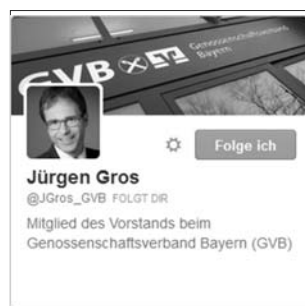 GVB Genossenschaftsverband
Bayern
Folge ich
Jürgen Gros
@JGros_GVB FOLGT DIR
Mitglied des Vorstands beim
Genossenschaftsverband Bayern (GVB)